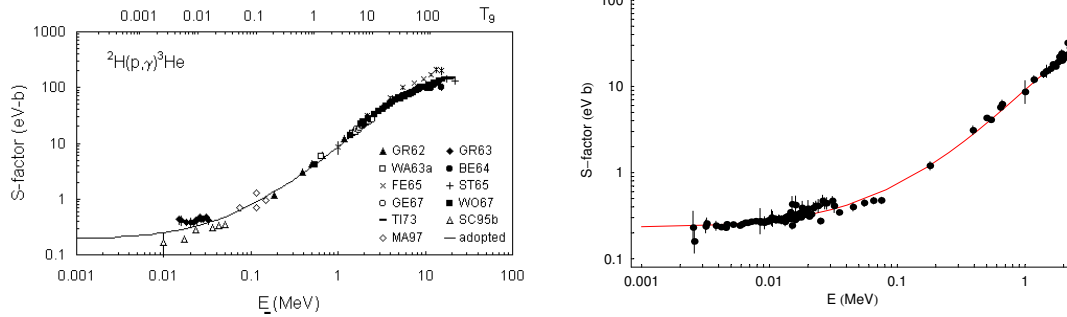 0.001 0.01 0.1 1 10 100 T₉
1000
100
10
1
0.1
S-factor (eV-b)
²H(p,γ)³He
GR62 GR63
WA63a BE64
FE65 ST65
GE67 WO67
TI73 SC95b
MA97 adopted
0.001 0.01 0.1 1 10 100
E (MeV)
100
10
1
0.1
S−factor (eV b)
0.001 0.01 0.1 1
E (MeV)